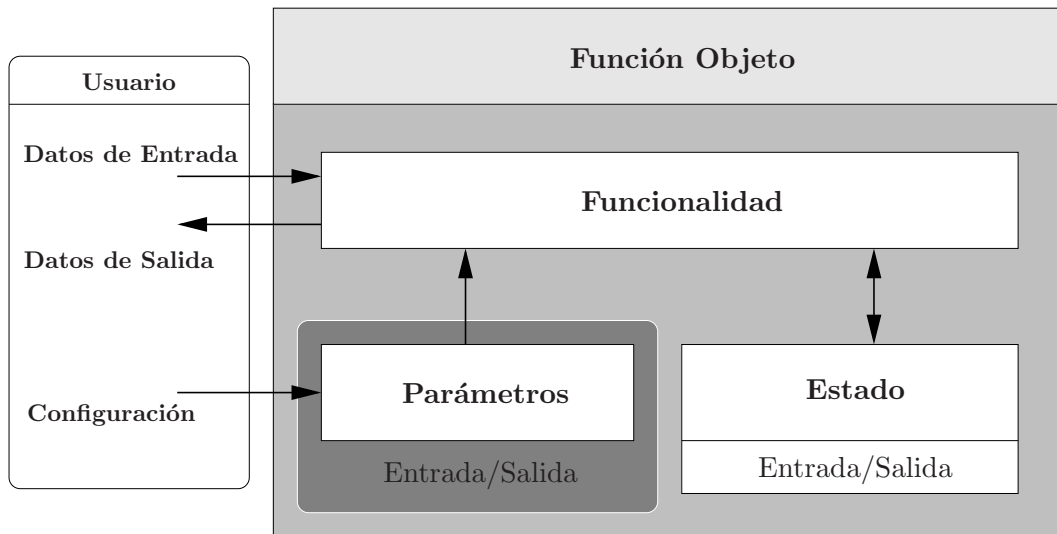 Función Objeto
Usuario
Datos de Entrada
Funcionalidad
Datos de Salida
Parámetros
Estado
Configuración
Entrada/Salida
Entrada/Salida